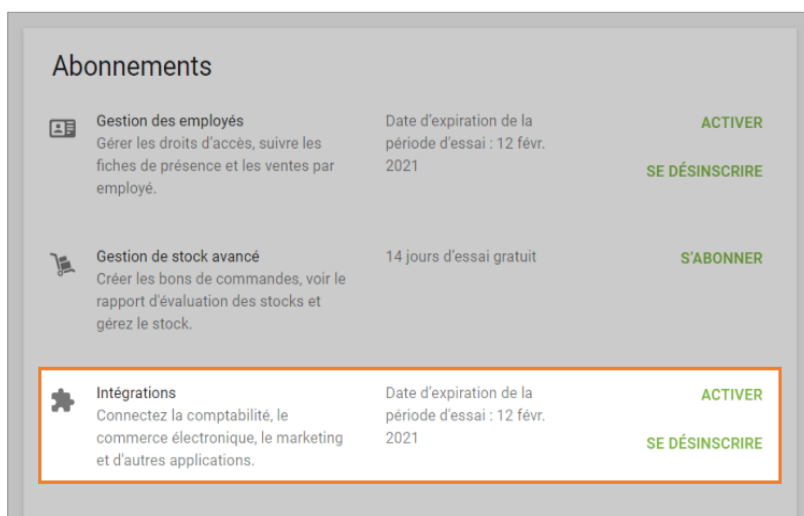 Abonnements
Gestion des employés
Gérer les droits d'accès, suivre les
fiches de présence et les ventes par
employé.
Date d'expiration de la
période d'essai : 12 févr.
2021
ACTIVER
SE DÉSINSCRIRE
Gestion de stock avancé
Créer les bons de commandes, voir le
rapport d'évaluation des stocks et
gérez le stock.
14 jours d'essai gratuit
S'ABONNER
Intégrations
Connectez la comptabilité, le
commerce électronique, le marketing
et d'autres applications.
Date d'expiration de la
période d'essai : 12 févr.
2021
ACTIVER
SE DÉSINSCRIRE